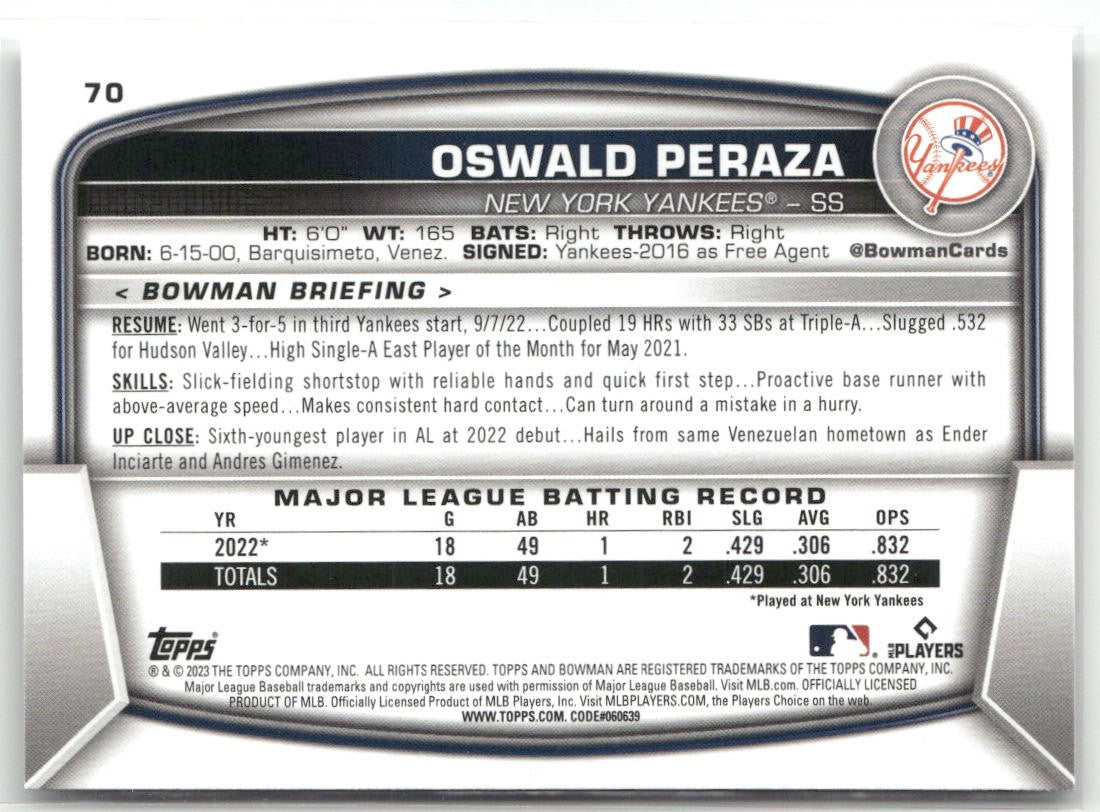 70
OSWALD PERAZA
Yankees®
NEW YORK YANKEES® – SS
HT: 6'0" WT: 165 BATS: Right THROWS: Right
BORN: 6-15-00, Barquisimeto, Venez. SIGNED: Yankees-2016 as Free Agent @BowmanCards
< BOWMAN BRIEFING >
RESUME: Went 3-for-5 in third Yankees start, 9/7/22...Coupled 19 HRs with 33 SBs at Triple-A...Slugged .532
for Hudson Valley...High Single-A East Player of the Month for May 2021.
SKILLS: Slick-fielding shortstop with reliable hands and quick first step...Proactive base runner with
above-average speed...Makes consistent hard contact...Can turn around a mistake in a hurry.
UP CLOSE: Sixth-youngest player in AL at 2022 debut...Hails from same Venezuelan hometown as Ender
Inciarte and Andres Gimenez.
MAJOR LEAGUE BATTING RECORD
YR G AB HR RBI SLG AVG OPS
2022* 18 49 1 2 .429 .306 .832
TOTALS 18 49 1 2 .429 .306 .832
*Played at New York Yankees
Topps®
MLB PLAYERS
® & © 2023 THE TOPPS COMPANY, INC. ALL RIGHTS RESERVED. TOPPS AND BOWMAN ARE REGISTERED TRADEMARKS OF THE TOPPS COMPANY, INC.
Major League Baseball trademarks and copyrights are used with permission of Major League Baseball. Visit MLB.com. OFFICIALLY LICENSED
PRODUCT OF MLB. Officially Licensed Product of MLB Players, Inc. Visit MLBPLAYERS.COM, the Players Choice on the web.
WWW.TOPPS.COM. CODE#060639